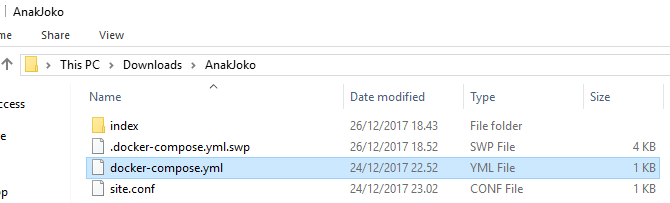 AnakJoko
me Share View
This PC > Downloads > AnakJoko
Name Date modified Type Size
ccess
index 26/12/2017 18.43 File folder
.docker-compose.yml.swp 26/12/2017 18.52 SWP File 4 KB
e
docker-compose.yml 24/12/2017 22.52 YML File 1 KB
site.conf 24/12/2017 23.02 CONF File 1 KB
op